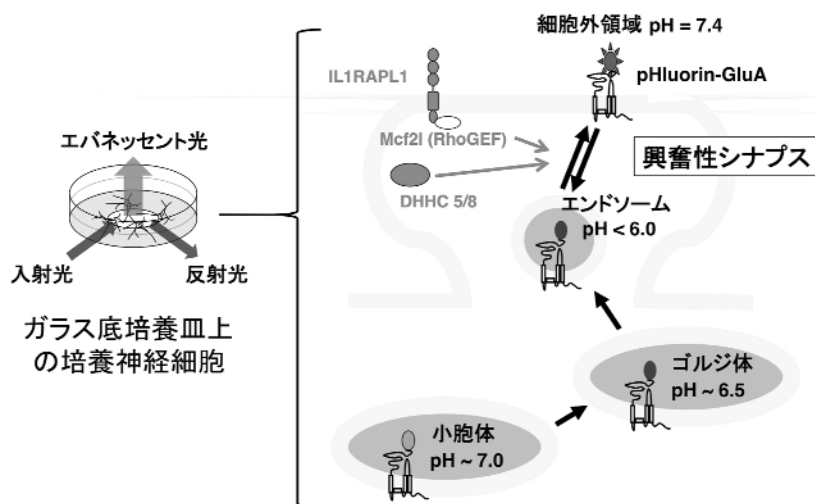 エバネッセント光
入射光
反射光
ガラス底培養皿上
の培養神経細胞
細胞外領域 pH = 7.4
IL1RAPL1
pHluorin-GluA
Mcf2l (RhoGEF)
興奮性シナプス
DHHC 5/8
エンドソーム
pH < 6.0
ゴルジ体
pH ~ 6.5
小胞体
pH ~ 7.0